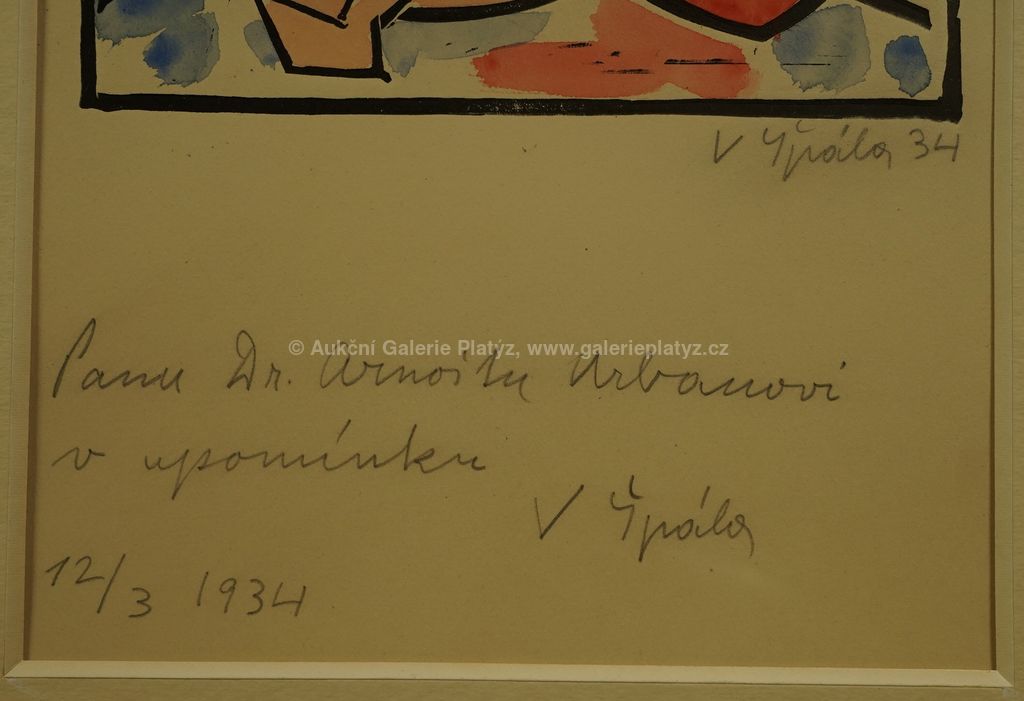 V Špála 34
© Aukční Galerie Platýz, www.galerieplatyz.cz
Panu Dr. Arnoštu Urbanovi
v upomínku
V Špála
12/3 1934